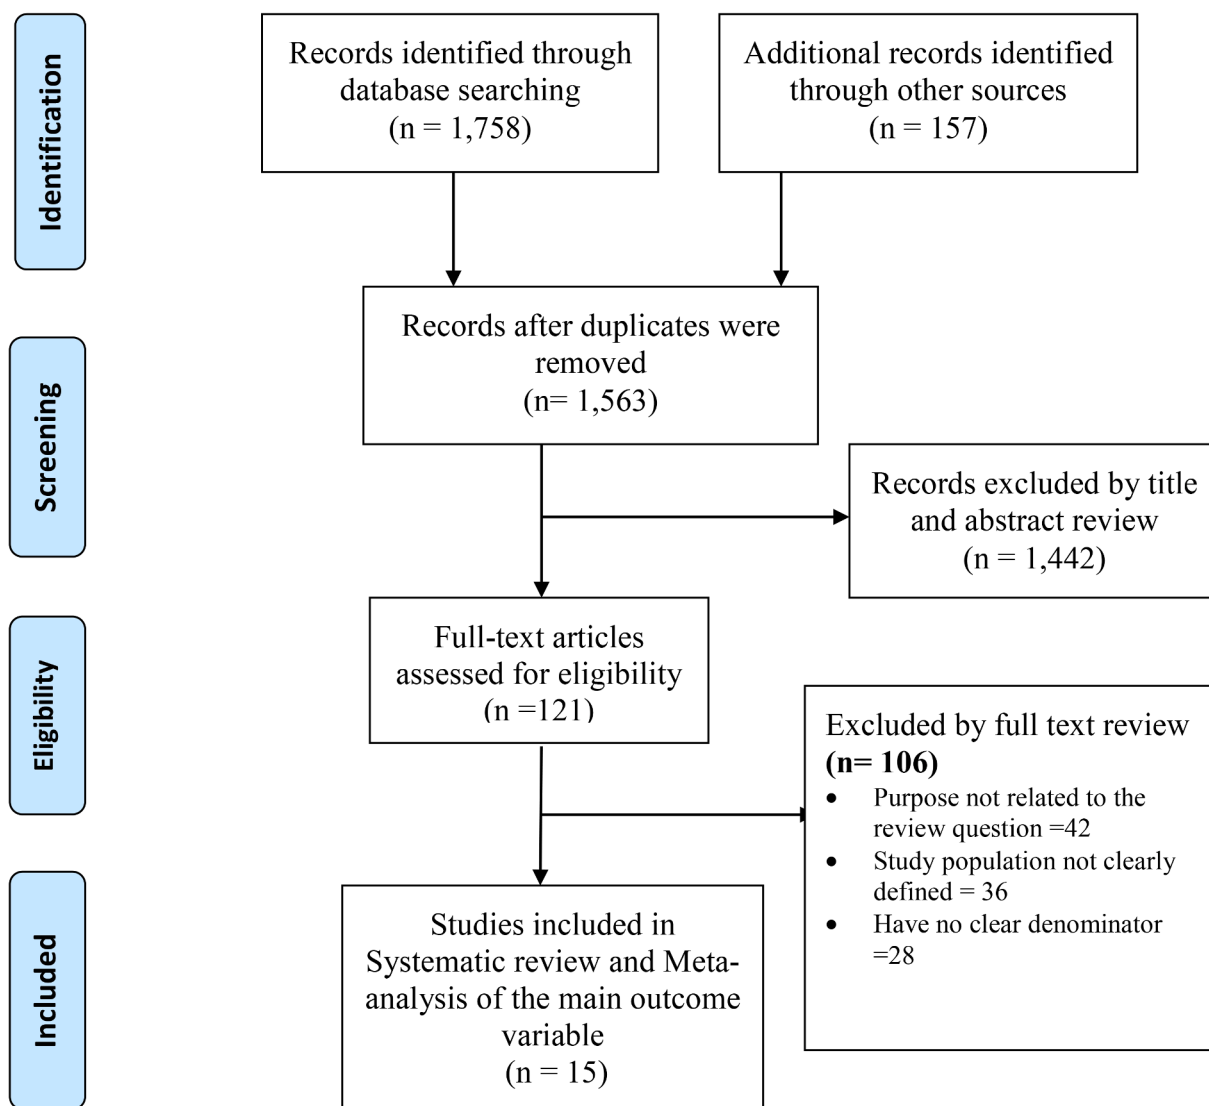 Identification
Records identified through
database searching
(n = 1,758)
Additional records identified
through other sources
(n = 157)
Records after duplicates were
removed
(n= 1,563)
Screening
Records excluded by title
and abstract review
(n = 1,442)
Full-text articles
assessed for eligibility
(n =121)
Eligibility
Excluded by full text review
(n= 106)
• Purpose not related to the
review question =42
• Study population not clearly
defined = 36
• Have no clear denominator
=28
Included
Studies included in
Systematic review and Meta-
analysis of the main outcome
variable
(n = 15)